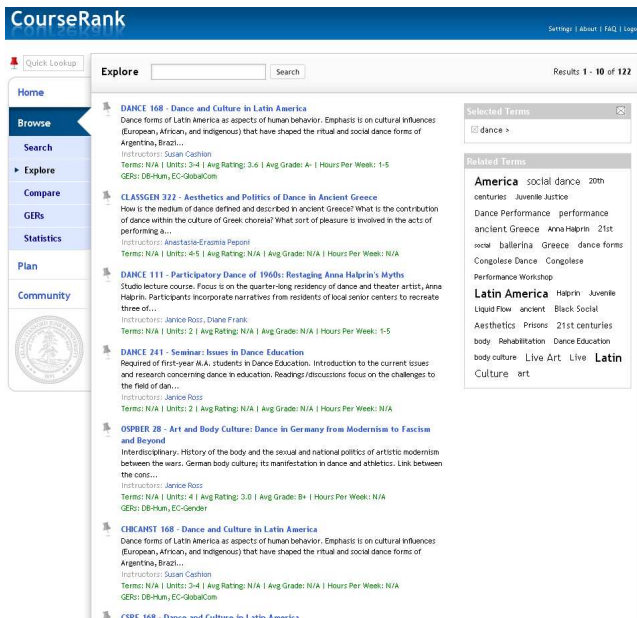 CourseRank
Settings | About | FAQ | Logo
Quick Lookup
Explore
Search
Results 1 - 10 of 122
Home
Browse
Search
Explore
Compare
GERs
Statistics
Plan
Community
DANCE 168 - Dance and Culture in Latin America
Dance forms of Latin America as aspects of human behavior. Emphasis is on cultural influences
(European, African, and indigenous) that have shaped the ritual and social dance forms of
Argentina, Brazi...
Instructors: Susan Cashion
Terms: N/A | Units: 3-4 | Avg Rating: 3.6 | Avg Grade: A- | Hours Per Week: 1-5
GERs: DB-Hum, EC-GlobalCom
CLASSGEN 322 - Aesthetics and Politics of Dance in Ancient Greece
How is the medium of dance defined and described in ancient Greece? What is the contribution
of dance within the culture of Greek choreia? What sort of pleasure is involved in the acts of
performing a...
Instructors: Anastasia-Erasmia Peponi
Terms: N/A | Units: 4-5 | Avg Rating: N/A | Avg Grade: N/A | Hours Per Week: N/A
DANCE 111 - Participatory Dance of 1960s: Restaging Anna Halprin's Myths
Studio lecture course. Focus is on the quarter-long residency of dance and theater artist, Anna
Halprin. Participants incorporate narratives from residents of local senior centers to recreate
three of...
Instructors: Janice Ross, Diane Frank
Terms: N/A | Units: 2 | Avg Rating: N/A | Avg Grade: N/A | Hours Per Week: 1-5
DANCE 241 - Seminar: Issues in Dance Education
Required of first-year M.A. students in Dance Education. Introduction to the current issues
and research concerning dance in education. Readings/discussions focus on the challenges to
the field of dan...
Instructors: Janice Ross
Terms: N/A | Units: 2 | Avg Rating: N/A | Avg Grade: N/A | Hours Per Week: N/A
OSPBER 28 - Art and Body Culture: Dance in Germany from Modernism to Fascism
and Beyond
Interdisciplinary. History of the body and the sexual and national politics of artistic modernism
between the wars. German body culture; its manifestation in dance and athletics. Link between
the cons...
Instructors: Janice Ross
Terms: N/A | Units: 4 | Avg Rating: 3.0 | Avg Grade: B+ | Hours Per Week: N/A
GERs: DB-Hum, EC-Gender
CHICANST 168 - Dance and Culture in Latin America
Dance forms of Latin America as aspects of human behavior. Emphasis is on cultural influences
(European, African, and indigenous) that have shaped the ritual and social dance forms of
Argentina, Brazi...
Instructors: Susan Cashion
Terms: N/A | Units: 3-4 | Avg Rating: N/A | Avg Grade: N/A | Hours Per Week: N/A
GERs: DB-Hum, EC-GlobalCom
CSRE 168 - Dance and Culture in Latin America
Selected Terms
dance >
Related Terms
America social dance 20th
centuries Juvenile Justice
Dance Performance performance
ancient Greece Anna Halprin 21st
social ballerina Greece dance forms
Congolese Dance Congolese
Performance Workshop
Latin America Halprin Juvenile
Liquid Flow ancient Black Social
Aesthetics Prisons 21st centuries
body Rehabilitation Dance Education
body culture Live Art Live Latin
Culture art